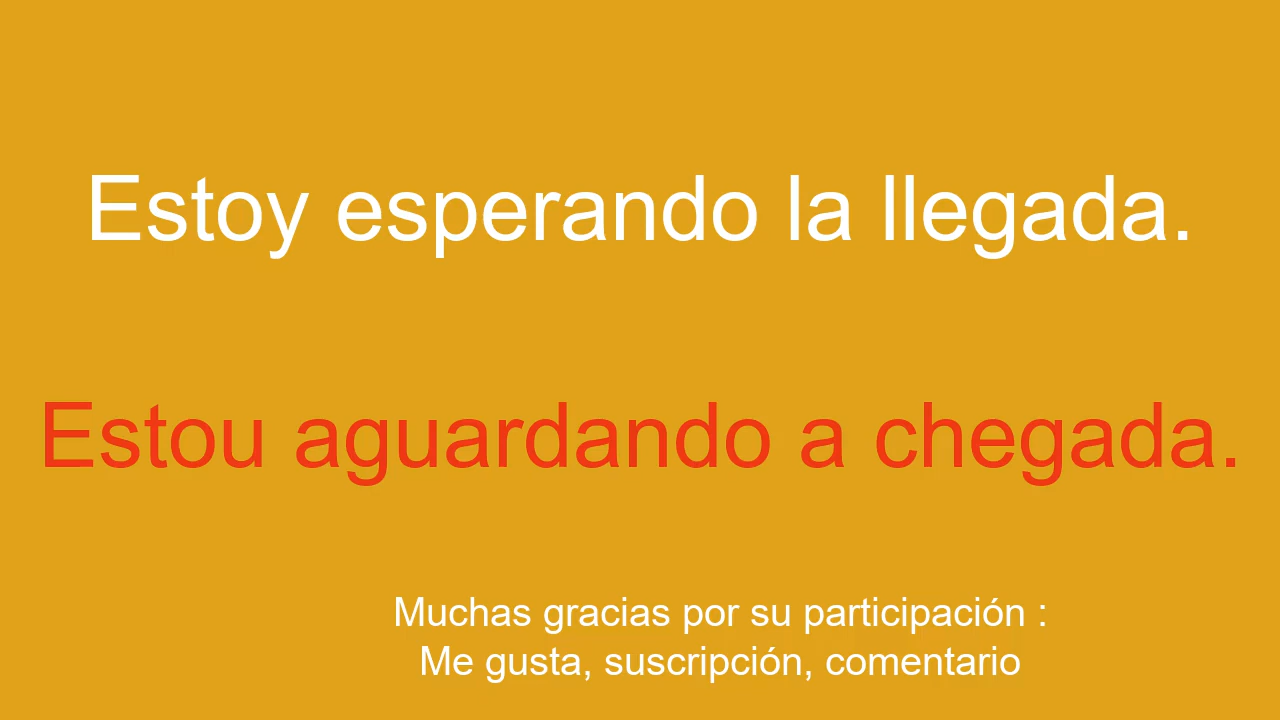 Estoy esperando la llegada.
Estou aguardando a chegada.
Muchas gracias por su participación :
Me gusta, suscripción, comentario